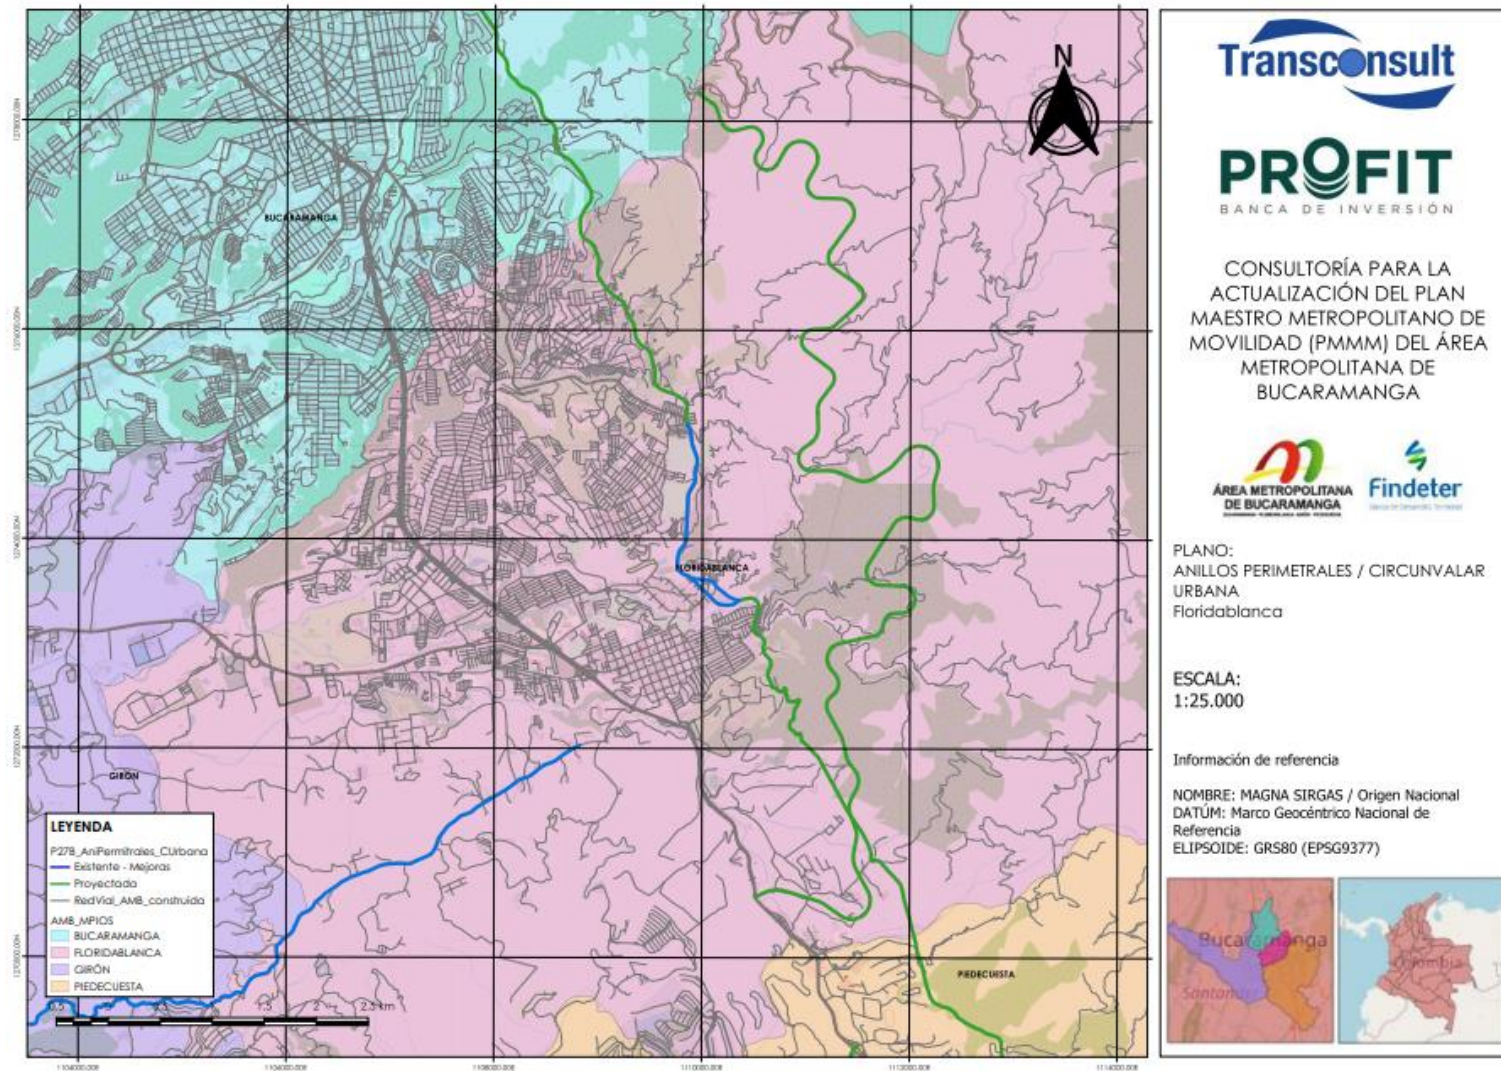 N
BUCARAMANGA
FLORIDABLANCA
GIRÓN
PIEDECUESTA
LEYENDA
P27B_AniPermitrales_CUrbana
Existente - Mejoras
Proyectada
RedVial_AMB_construida
AMB_MPIOS
BUCARAMANGA
FLORIDABLANCA
GIRÓN
PIEDECUESTA
2.5 km
Transconsult
PROFIT
BANCA DE INVERSIÓN
CONSULTORÍA PARA LA
ACTUALIZACIÓN DEL PLAN
MAESTRO METROPOLITANO DE
MOVILIDAD (PMMM) DEL ÁREA
METROPOLITANA DE
BUCARAMANGA
ÁREA METROPOLITANA
DE BUCARAMANGA
Findeter
PLANO:
ANILLOS PERIMETRALES / CIRCUNVALAR
URBANA
Floridablanca
ESCALA:
1:25.000
Información de referencia
NOMBRE: MAGNA SIRGAS / Origen Nacional
DATÚM: Marco Geocéntrico Nacional de
Referencia
ELIPSOIDE: GRS80 (EPSG9377)
Bucaramanga
Santander
Colombia